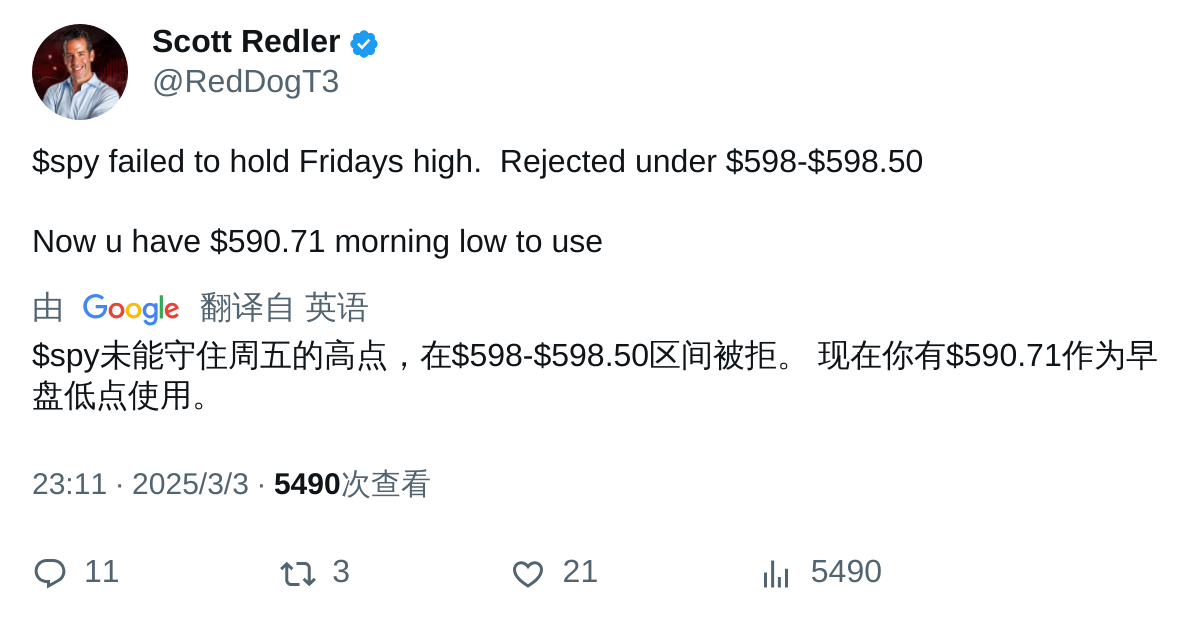 Scott Redler
@RedDogT3
$spy failed to hold Fridays high.  Rejected under $598-$598.50
Now u have $590.71 morning low to use
由 Google 翻译自 英语
$spy未能守住周五的高点，在$598-$598.50区间被拒。 现在你有$590.71作为早
盘低点使用。
23:11 · 2025/3/3 · 5490次查看
11 3 21 5490